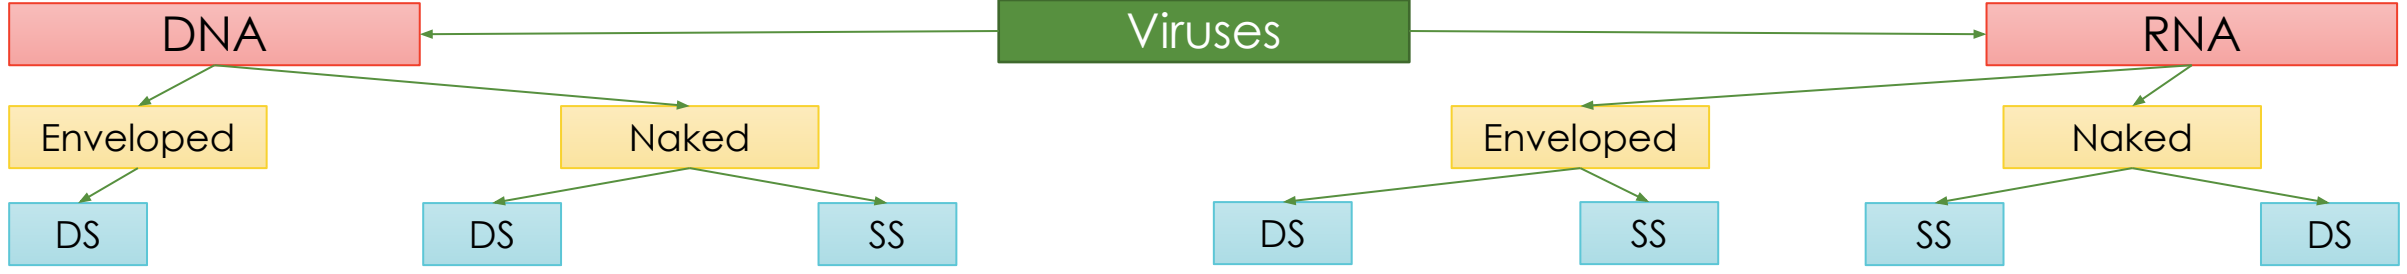 DNA
Viruses
RNA
Enveloped
Naked
Enveloped
Naked
DS
DS
SS
DS
SS
SS
DS